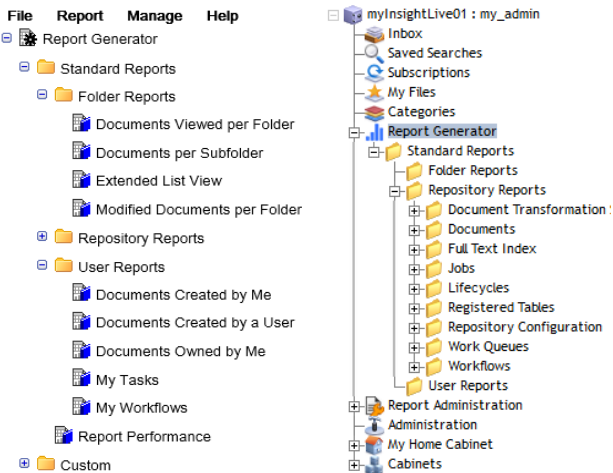 File Report Manage Help
Report Generator
Standard Reports
Folder Reports
Documents Viewed per Folder
Documents per Subfolder
Extended List View
Modified Documents per Folder
Repository Reports
User Reports
Documents Created by Me
Documents Created by a User
Documents Owned by Me
My Tasks
My Workflows
Report Performance
Custom
myInsightLive01 : my_admin
Inbox
Saved Searches
Subscriptions
My Files
Categories
Report Generator
Standard Reports
Folder Reports
Repository Reports
Document Transformation
Documents
Full Text Index
Jobs
Lifecycles
Registered Tables
Repository Configuration
Work Queues
Workflows
User Reports
Report Administration
Administration
My Home Cabinet
Cabinets